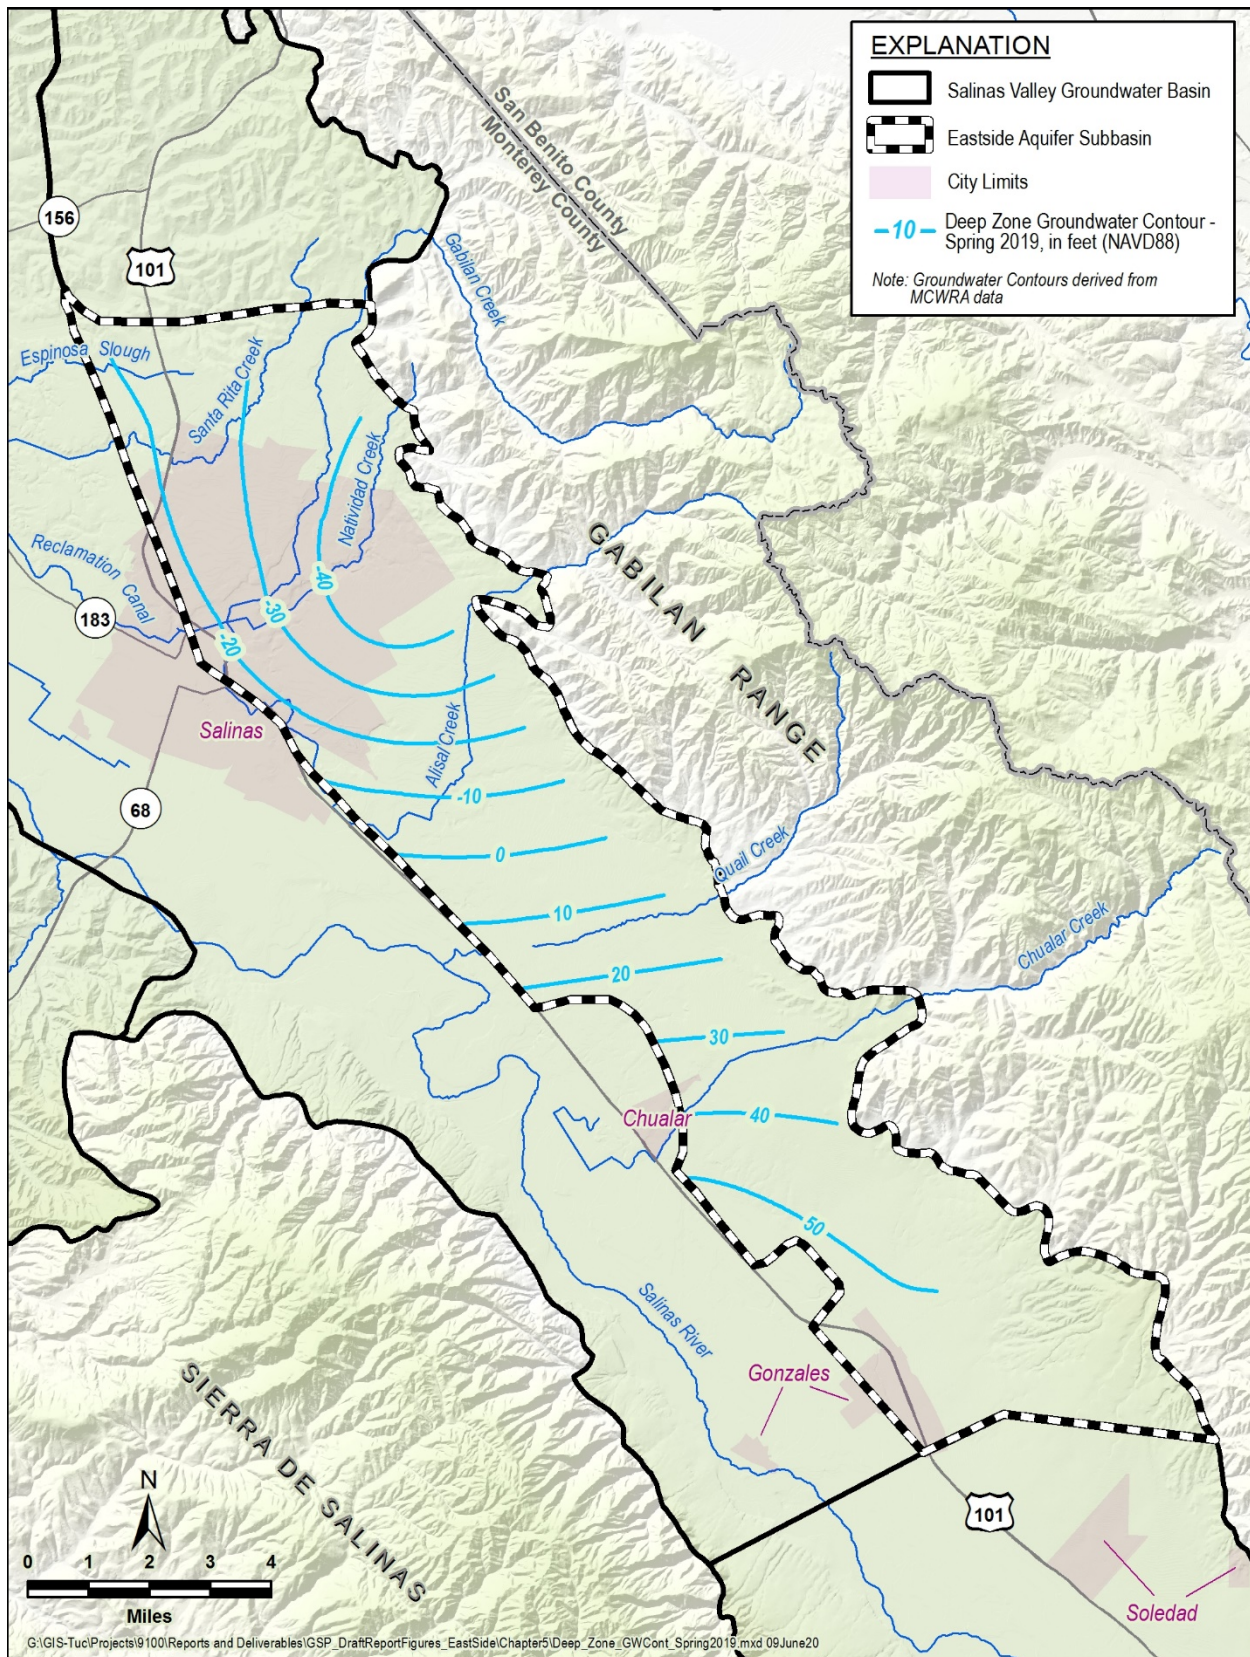 EXPLANATION
Salinas Valley Groundwater Basin
Eastside Aquifer Subbasin
City Limits
-10
Deep Zone Groundwater Contour -
Spring 2019, in feet (NAVD88)
Note: Groundwater Contours derived from
MCWRA data
San Benito County
Monterey County
156
101
Gabilan Creek
Espinosa Slough
Santa Rita Creek
Natividad Creek
Reclamation Canal
183
-40
-30
-20
GABILAN RANGE
Salinas
Alisal Creek
-10
68
0
Quail Creek
10
Chualar Creek
20
30
Chualar
40
50
Salinas River
Gonzales
SIERRA DE SALINAS
101
Soledad
N
0 1 2 3 4
Miles
G:\GIS-Tuc\Projects\9100\Reports and Deliverables\GSP_DraftReportFigures_EastSide\Chapter5\Deep_Zone_GWCont_Spring2019.mxd 09June20